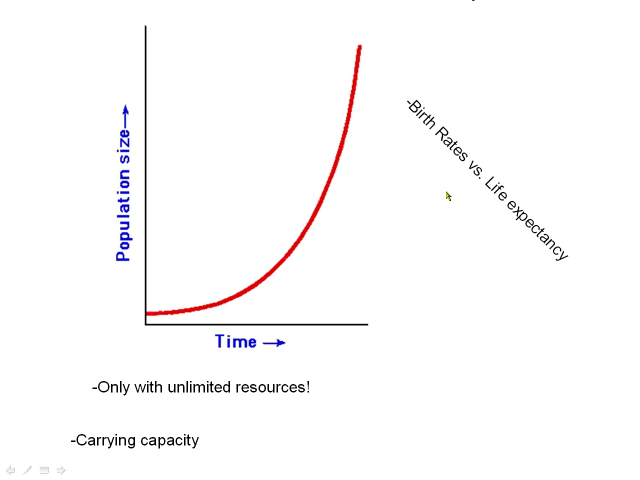 Population size→
-Birth Rates vs. Life expectancy
Time →
-Only with unlimited resources!
-Carrying capacity